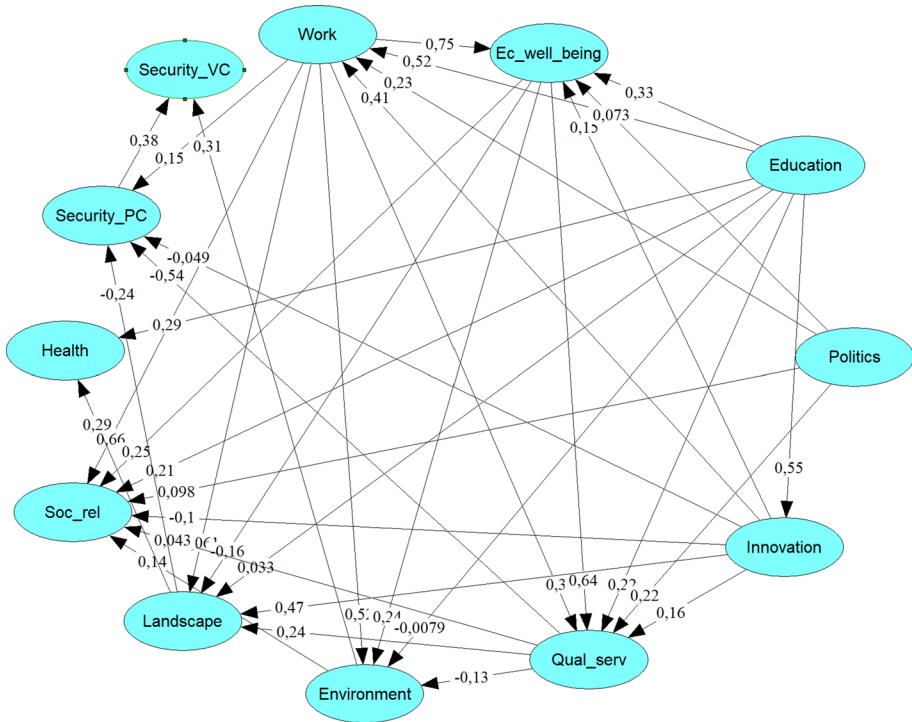 Work
Security_VC
0,75
Ec_well_being
0,52
0,23
0,41
0,33
0,073
0,15
0,38
0,15
0,31
Education
Security_PC
-0,049
-0,54
-0,24
0,29
Health
Politics
0,29
0,66
0,25
0,21
0,098
Soc_rel
-0,1
0,55
0,043
-0,16
0,14
0,033
Innovation
0,47
0,64
0,22
0,22
0,16
Landscape
0,24
-0,0079
Qual_serv
-0,13
Environment